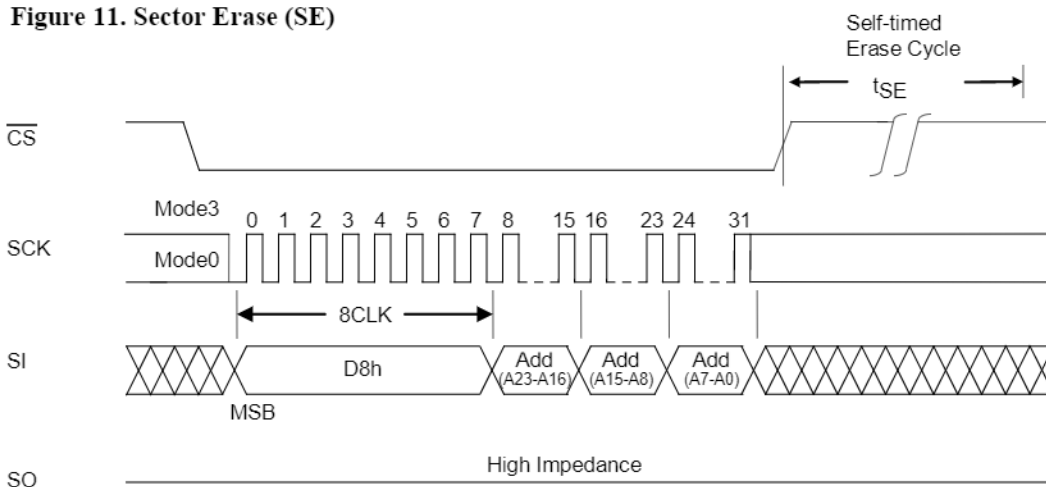 Figure 11. Sector Erase (SE)
Self-timed
Erase Cycle
tSE
CS
Mode3
0 1 2 3 4 5 6 7 8 15 16 23 24 31
SCK
Mode0
8CLK
SI
D8h
Add
(A23-A16)
Add
(A15-A8)
Add
(A7-A0)
MSB
High Impedance
SO